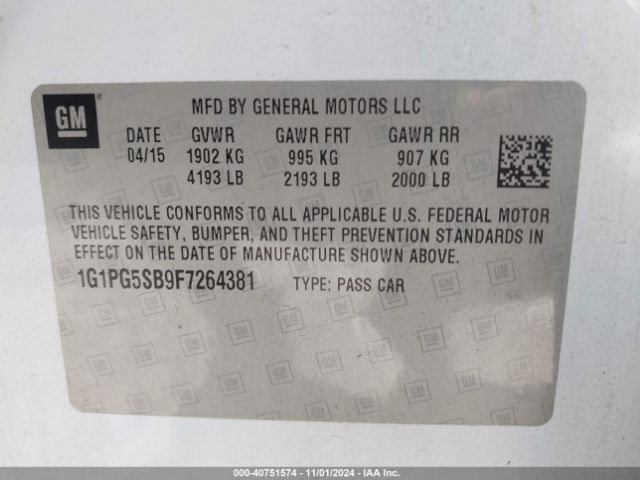 GM
®
MFD BY GENERAL MOTORS LLC
DATE GVWR GAWR FRT GAWR RR
04/15 1902 KG 995 KG 907 KG
4193 LB 2193 LB 2000 LB
THIS VEHICLE CONFORMS TO ALL APPLICABLE U.S. FEDERAL MOTOR
VEHICLE SAFETY, BUMPER, AND THEFT PREVENTION STANDARDS IN
EFFECT ON THE DATE OF MANUFACTURE SHOWN ABOVE.
1G1PG5SB9F7264381 TYPE: PASS CAR
000-40751574 - 11/01/2024 - IAA Inc.